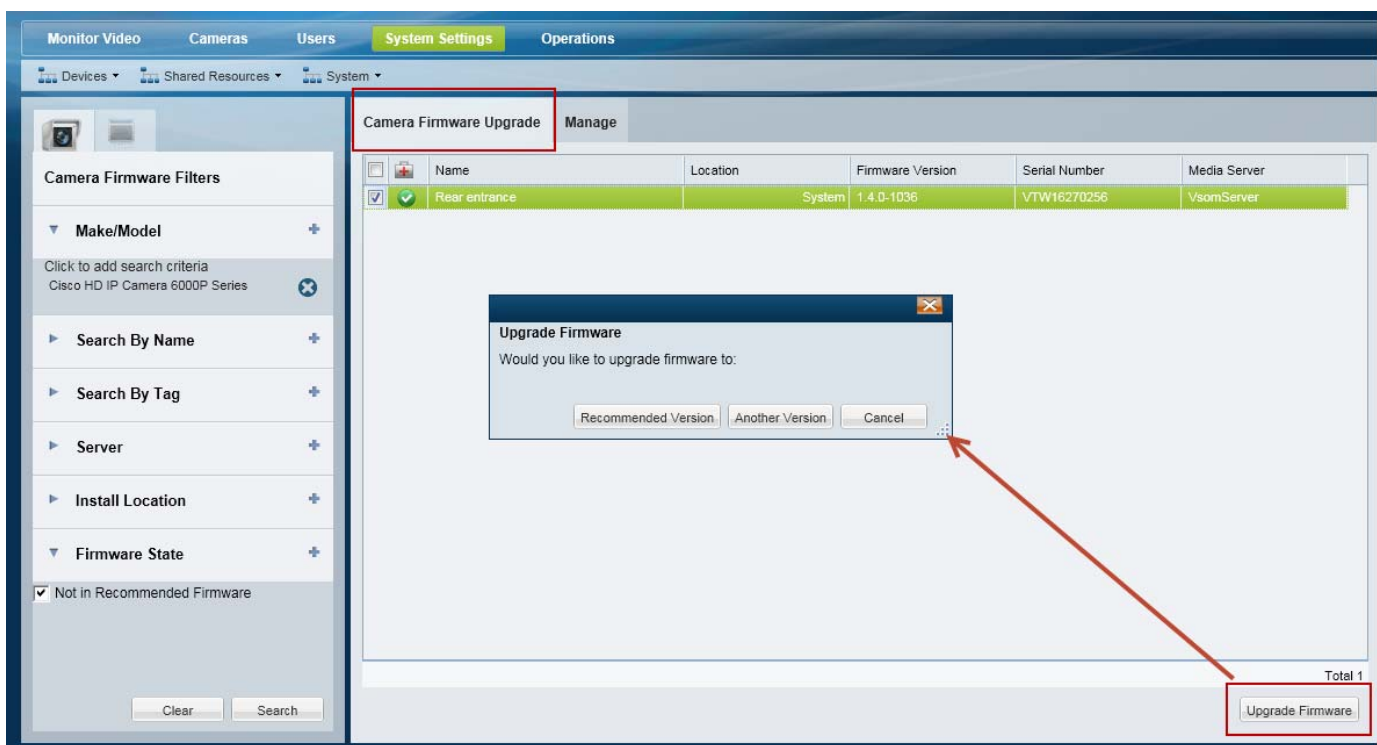 Monitor Video Cameras Users System Settings Operations
Devices Shared Resources System
Camera Firmware Upgrade Manage
Camera Firmware Filters
Make/Model
Click to add search criteria
Cisco HD IP Camera 6000P Series
Search By Name
Search By Tag
Server
Install Location
Firmware State
Not in Recommended Firmware
Clear Search
Name Location Firmware Version Serial Number Media Server
Rear entrance System 1.4.0-1036 VTW16270256 VsomServer
Upgrade Firmware
Would you like to upgrade firmware to:
Recommended Version Another Version Cancel
Total 1
Upgrade Firmware